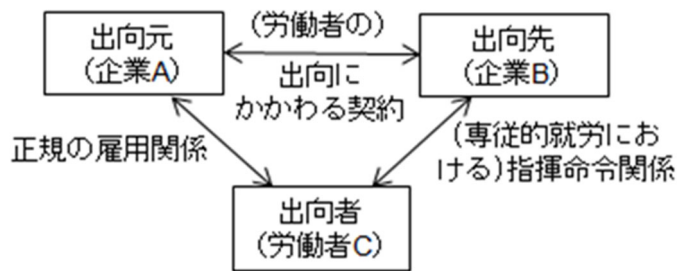 出向元
(企業A)
(労働者の)
出向に
かかわる契約
出向先
(企業B)
正規の雇用関係
(専従的就労にお
ける)指揮命令関係
出向者
(労働者C)